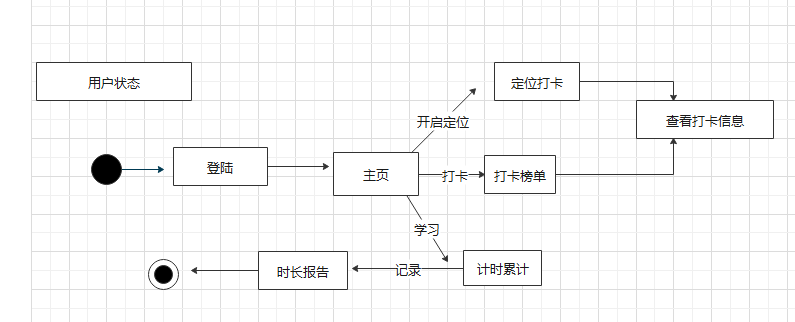 用户状态
定位打卡
查看打卡信息
开启定位
登陆
主页
打卡
打卡榜单
学习
时长报告
记录
计时累计